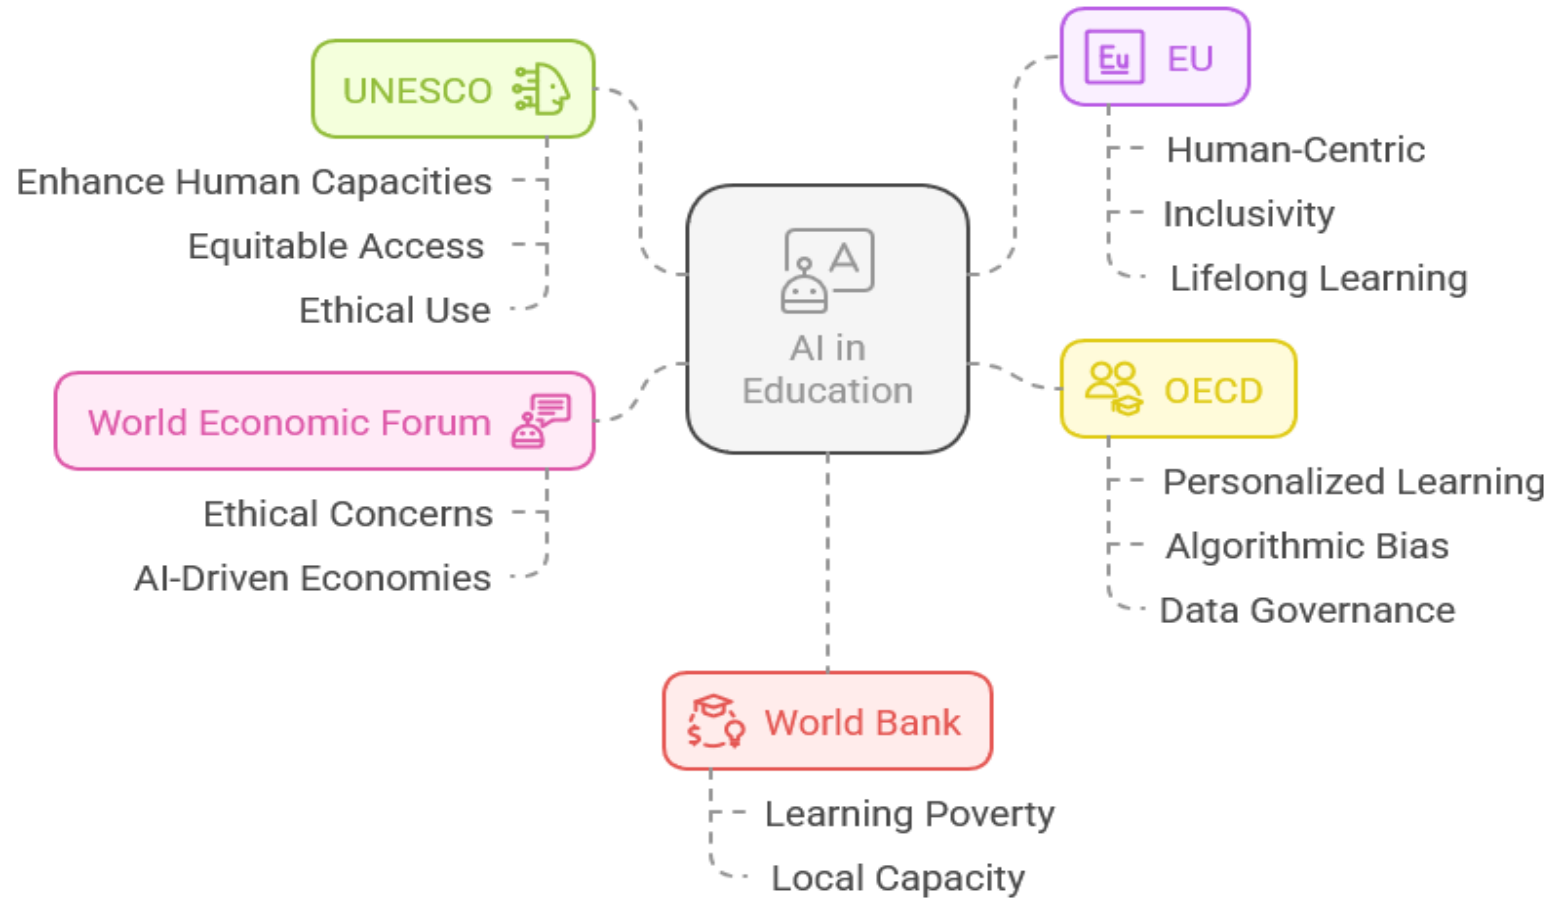 UNESCO
Enhance Human Capacities
Equitable Access
Ethical Use
World Economic Forum
Ethical Concerns
AI-Driven Economies
A
AI in
Education
Eu
EU
Human-Centric
Inclusivity
Lifelong Learning
OECD
Personalized Learning
Algorithmic Bias
Data Governance
$
World Bank
Learning Poverty
Local Capacity